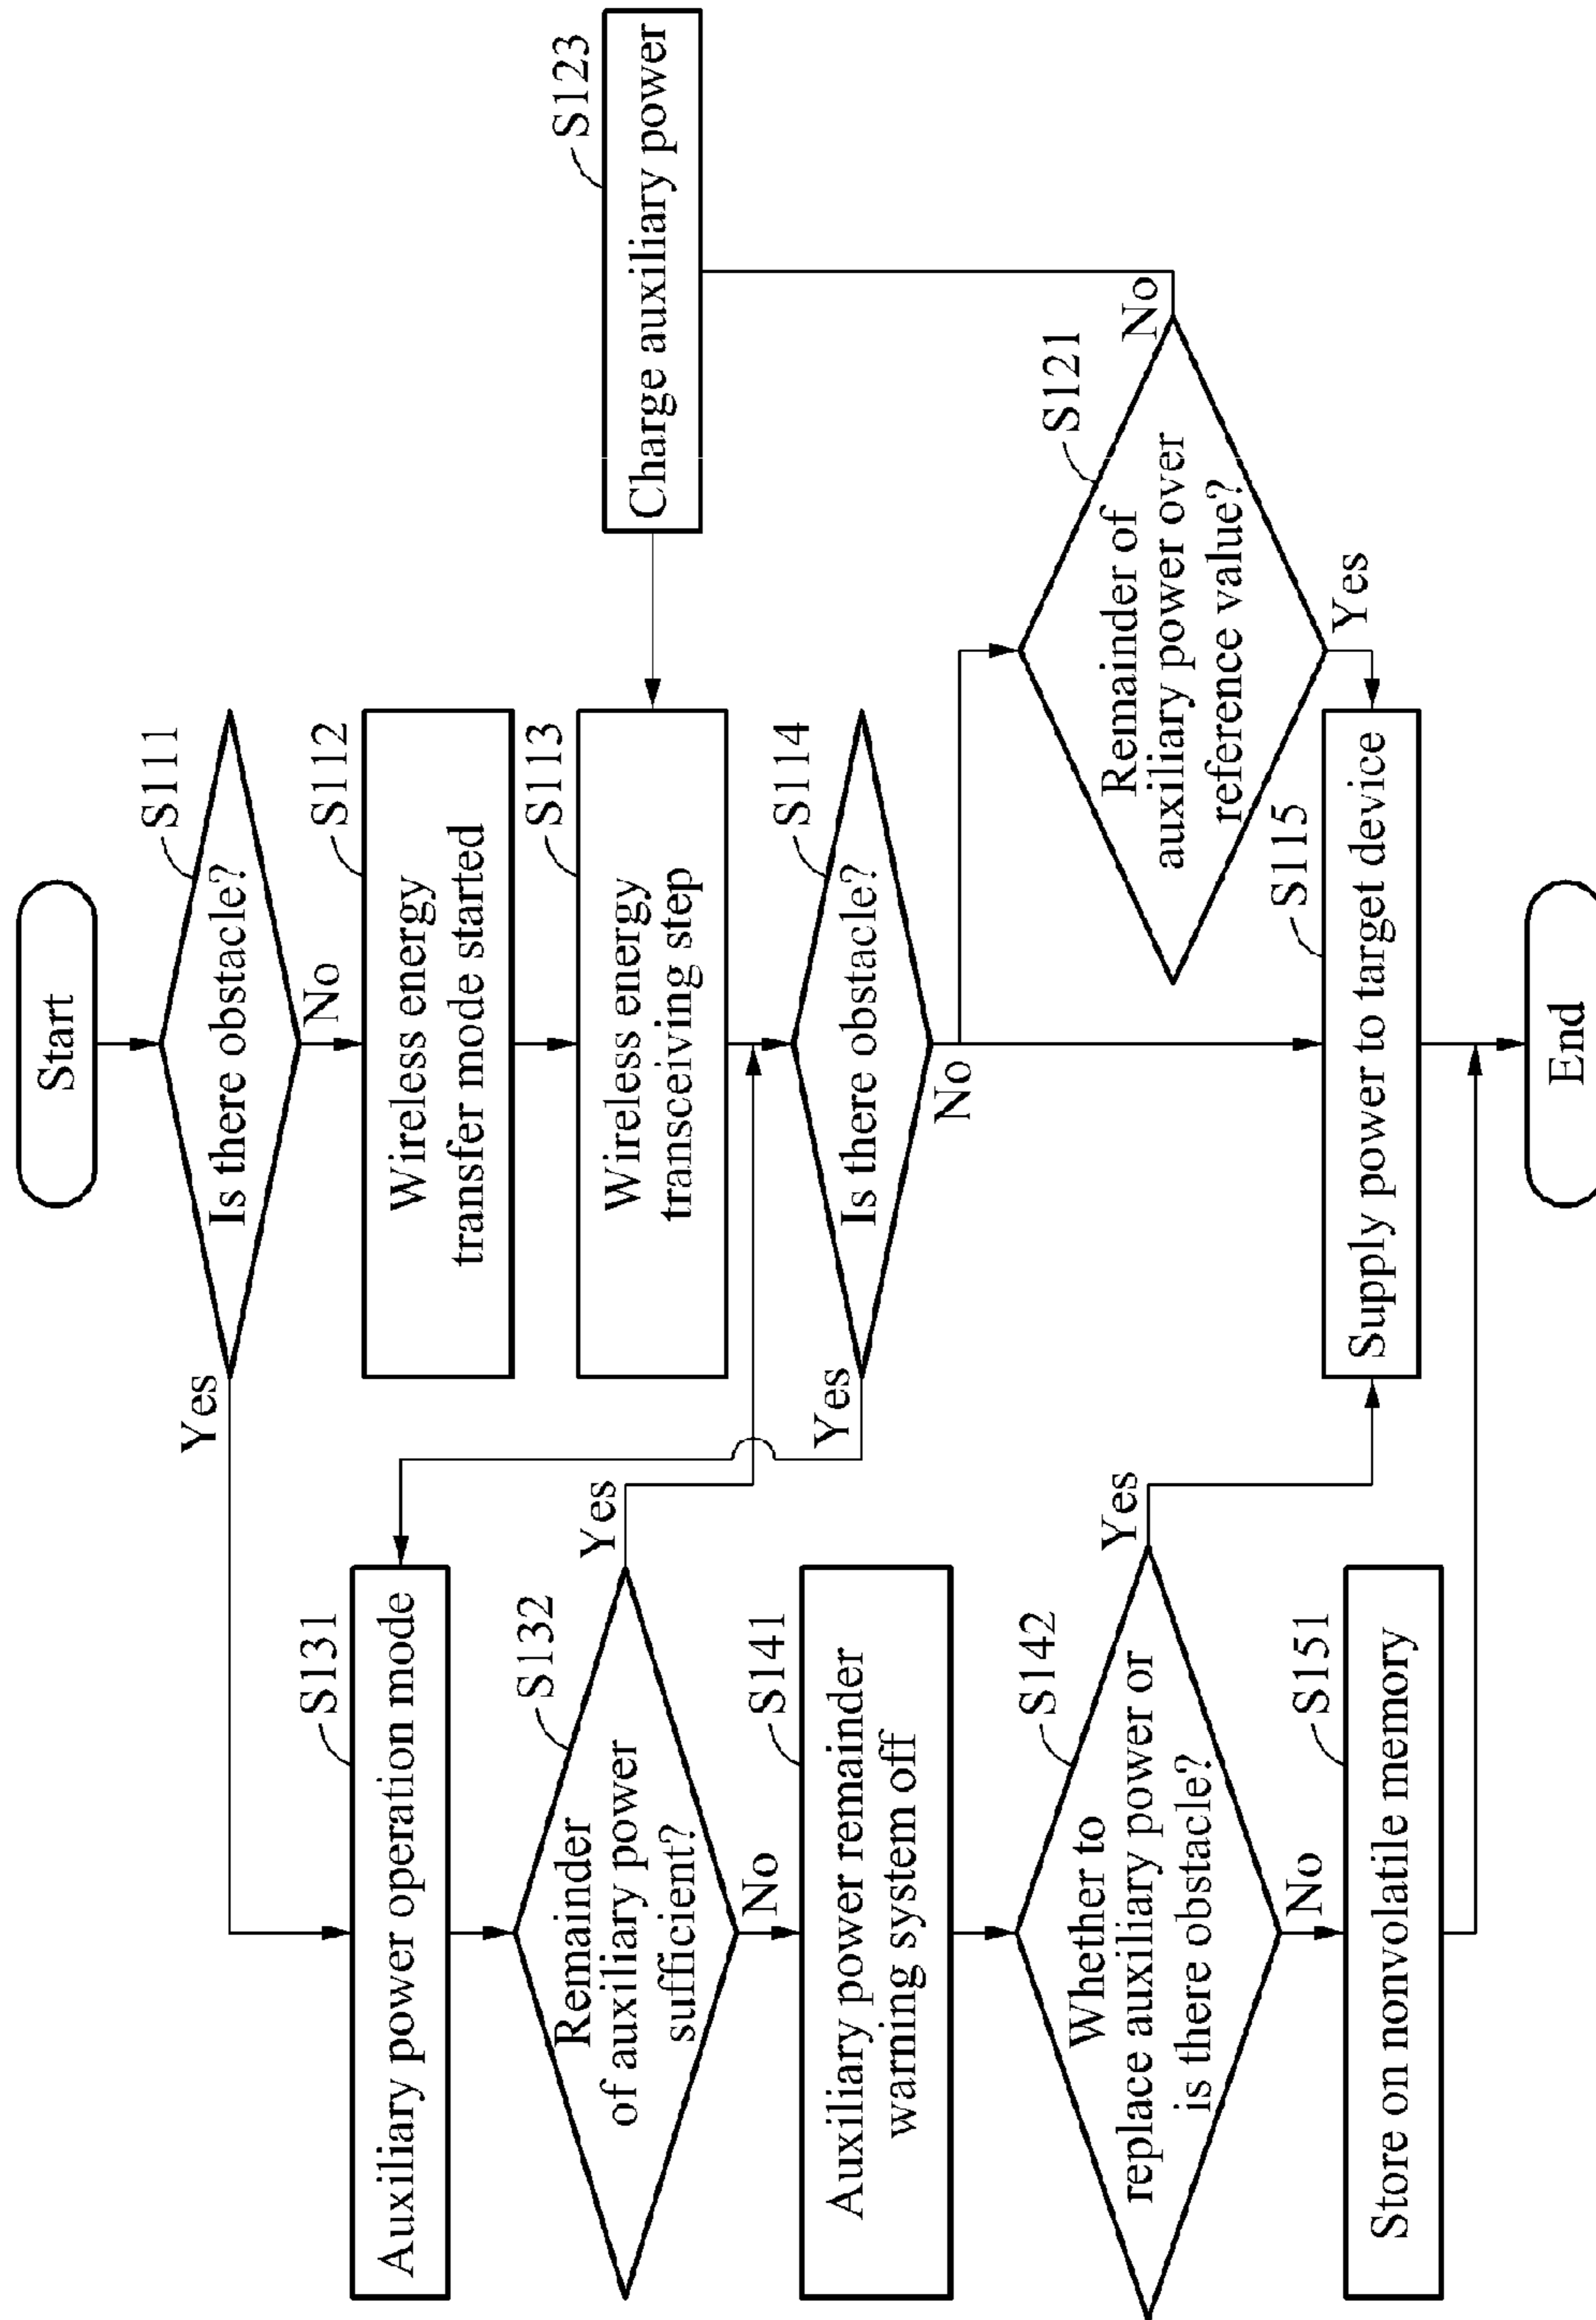 Start
S111
Is there obstacle?
Yes
No
S112
Wireless energy
transfer mode started
S113
Wireless energy
transceiving step
S114
Is there obstacle?
Yes
No
S123
Charge auxiliary power
S121
Remainder of
auxiliary power over
reference value?
No
Yes
S115
Supply power to target device
End
S131
Auxiliary power operation mode
S132
Remainder
of auxiliary power
sufficient?
Yes
No
S141
Auxiliary power remainder
warning system off
S142
Whether to
replace auxiliary power or
is there obstacle?
Yes
No
S151
Store on nonvolatile memory